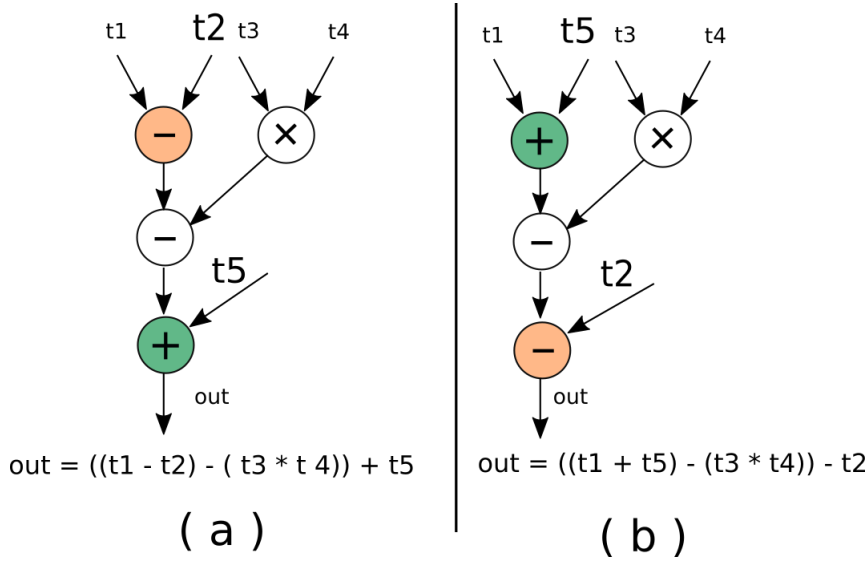 t1 t2 t3 t4
− ×
−
t5
+
out
out = ((t1 - t2) - ( t3 * t 4)) + t5
( a )
t1 t5 t3 t4
+ ×
−
t2
−
out
out = ((t1 + t5) - (t3 * t4)) - t2
( b )